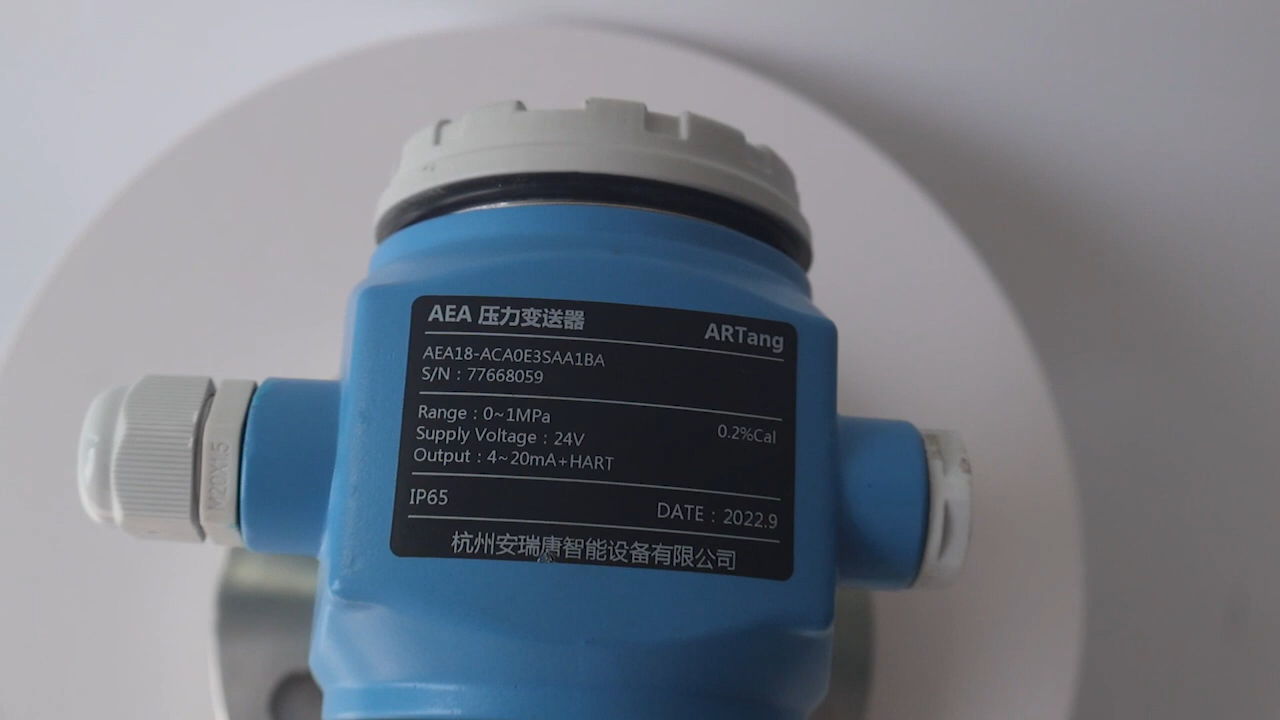 AEA 压力变送器
ARTang
AEA18-ACA0E3SAA1BA
S/N : 77668059
Range : 0~1MPa
0.2%Cal
Supply Voltage : 24V
Output : 4~20mA+HART
IP65
DATE : 2022.9
杭州安瑞唐智能设备有限公司
M20X15